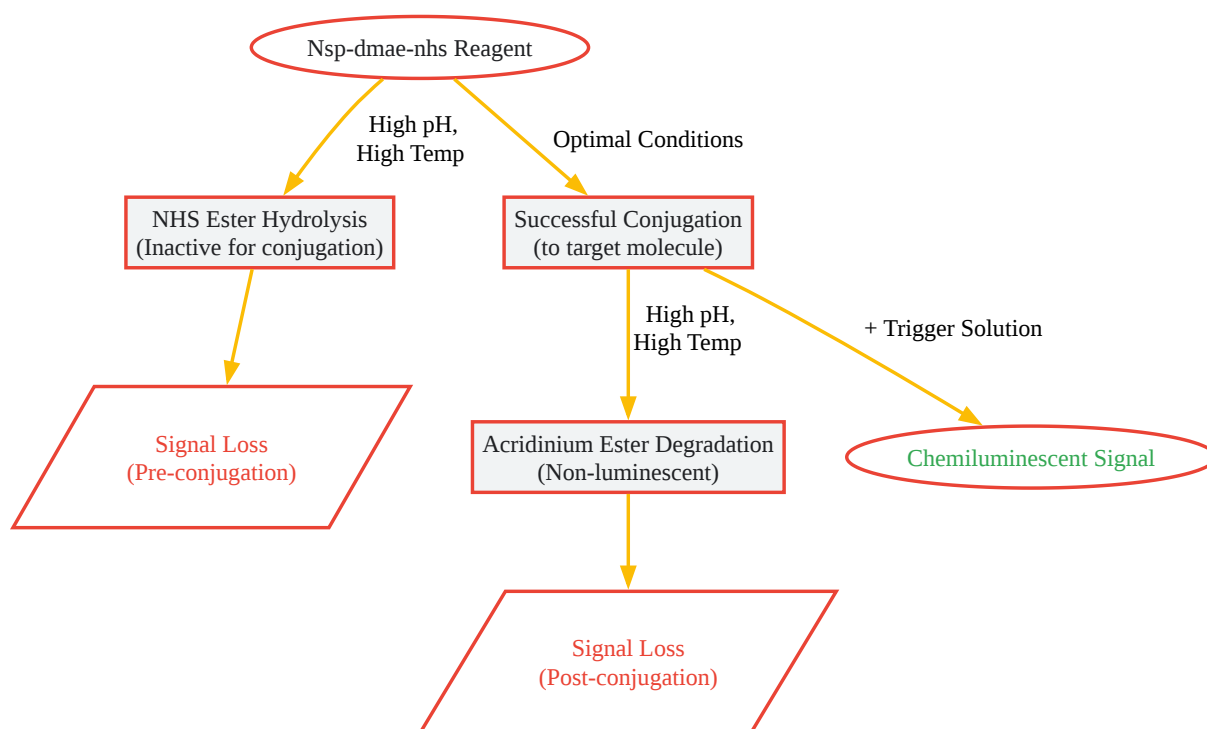 Nsp-dmae-nhs Reagent
High pH,
High Temp
Optimal Conditions
NHS Ester Hydrolysis
(Inactive for conjugation)
Successful Conjugation
(to target molecule)
High pH,
High Temp
+ Trigger Solution
Signal Loss
(Pre-conjugation)
Acridinium Ester Degradation
(Non-luminescent)
Chemiluminescent Signal
Signal Loss
(Post-conjugation)